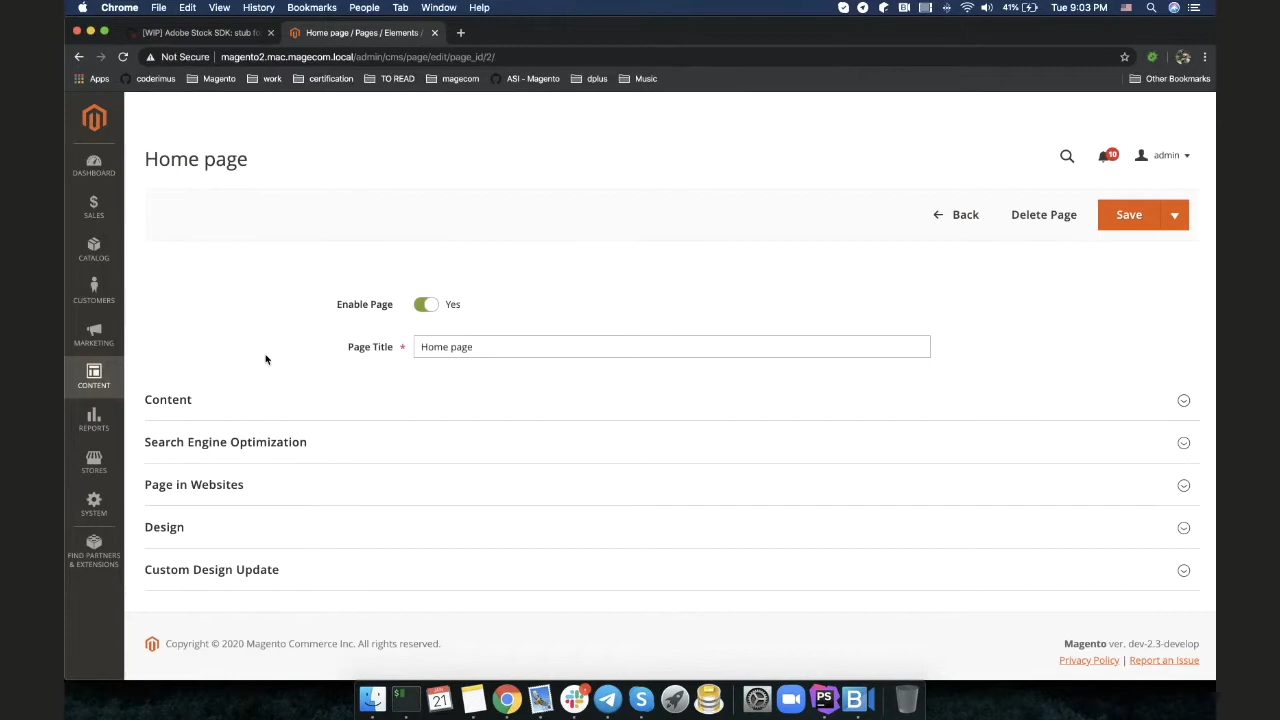 Chrome File Edit View History Bookmarks People Tab Window Help 41% Tue 9:03 PM
[WIP] Adobe Stock SDK: stub fo Home page / Pages / Elements /
Not Secure magento2.mac.magecom.local/admin/cms/page/edit/page_id/2/
Apps coderimus Magento work certification TO READ magecom ASI - Magento dplus Music Other Bookmarks
Home page
10
admin
DASHBOARD
SALES
CATALOG
CUSTOMERS
MARKETING
CONTENT
REPORTS
STORES
SYSTEM
FIND PARTNERS
& EXTENSIONS
Back Delete Page Save
Enable Page Yes
Page Title * Home page
Content
Search Engine Optimization
Page in Websites
Design
Custom Design Update
Copyright © 2020 Magento Commerce Inc. All rights reserved.
Magento ver. dev-2.3-develop
Privacy Policy | Report an Issue
21
PS
B